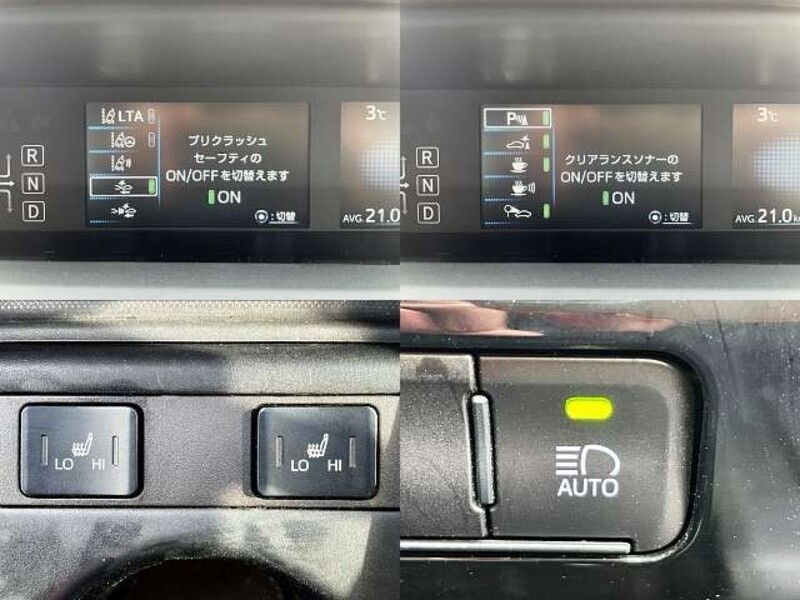 LTA
プリクラッシュ
セーフティの
ON/OFFを切替えます
ON
:切替
R
N
D
3℃
AVG.21.0
P
クリアランスソナーの
ON/OFFを切替えます
ON
:切替
R
N
D
3℃
AVG.21.0
LO HI
LO HI
AUTO